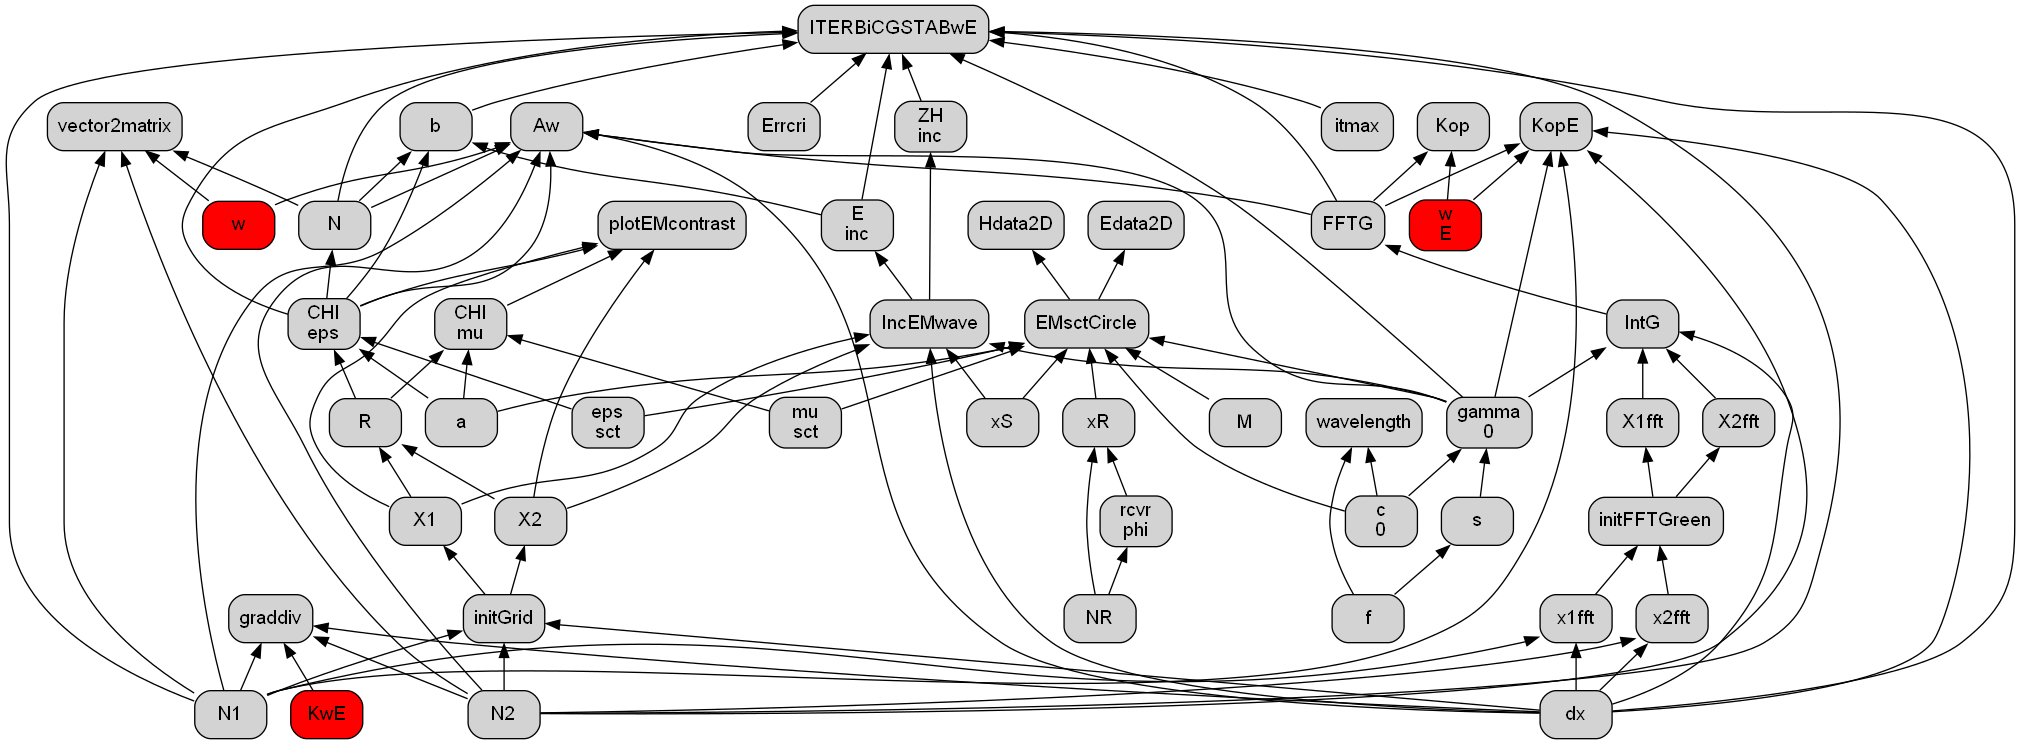 ITERBiCGSTABwE
vector2matrix
b
Aw
Errcri
ZH
inc
itmax
Kop
KopE
w
N
plotEMcontrast
E
inc
Hdata2D
Edata2D
FFTG
w
E
CHI
eps
CHI
mu
IncEMwave
EMsctCircle
IntG
R
a
eps
sct
mu
sct
xS
xR
M
wavelength
gamma
0
X1fft
X2fft
X1
X2
rcvr
phi
c
0
s
initFFTGreen
graddiv
initGrid
NR
f
x1fft
x2fft
N1
KwE
N2
dx